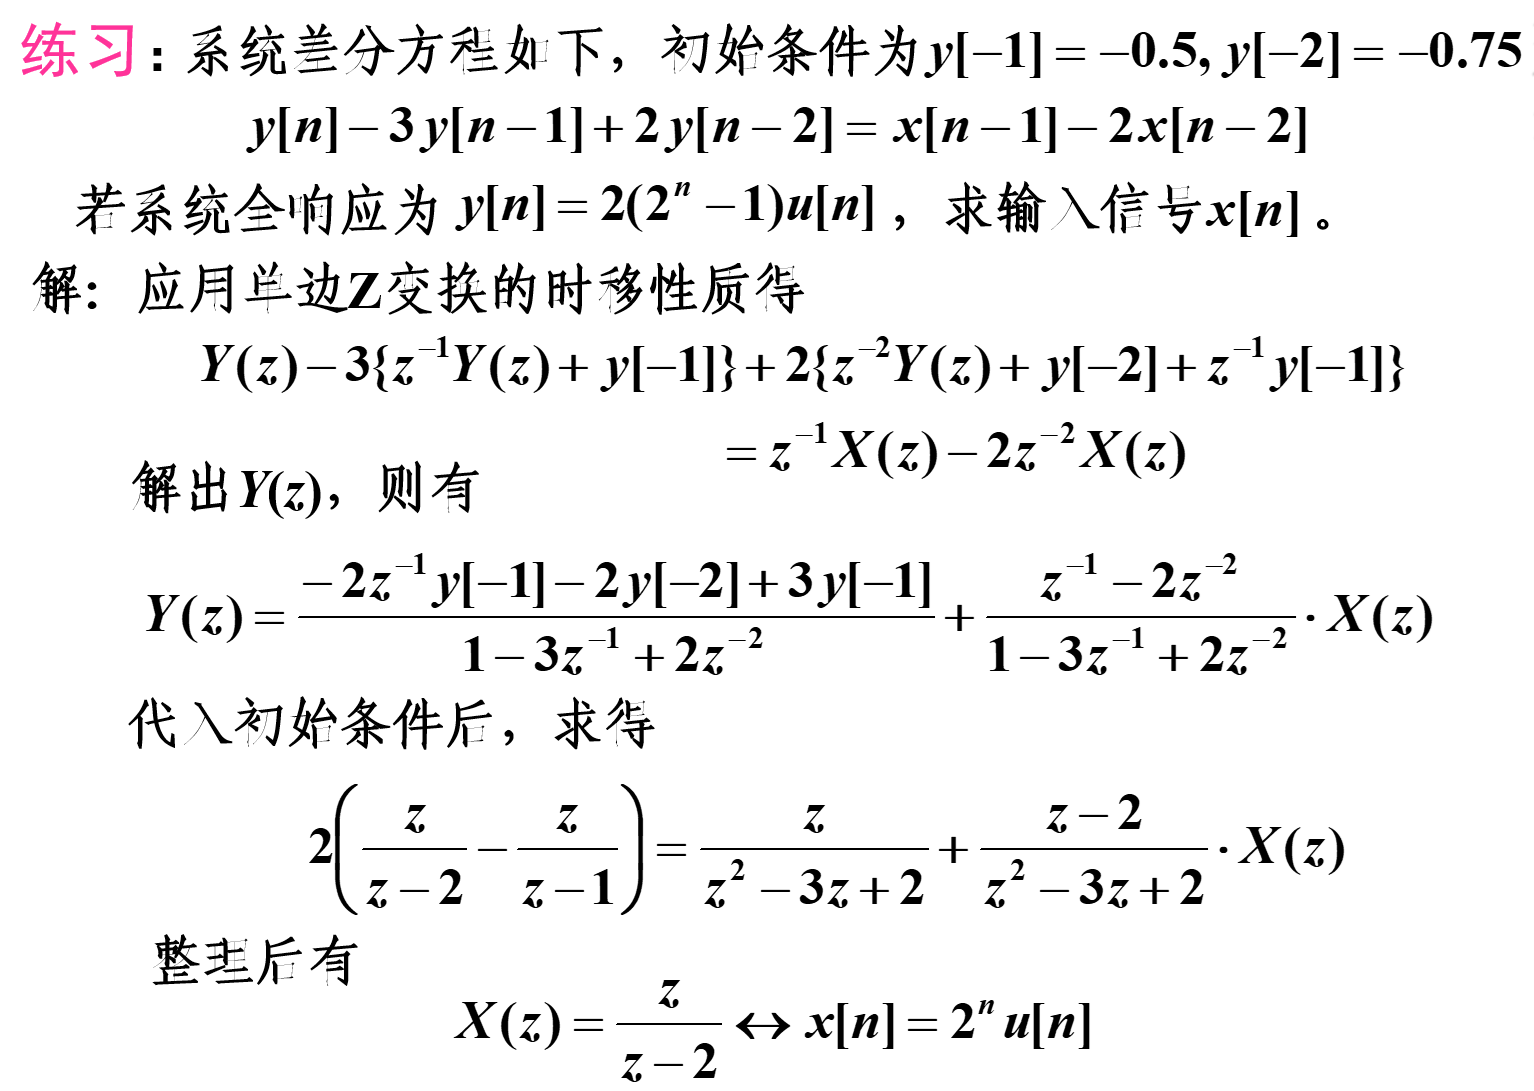 练习：系统差分方程如下，初始条件为y[−1] = −0.5, y[−2] = −0.75
y[n] − 3y[n − 1] + 2y[n − 2] = x[n − 1] − 2x[n − 2]
若系统全响应为 y[n] = 2(2^n − 1)u[n]，求输入信号x[n]。
解：应用单边Z变换的时移性质得
Y(z) − 3{z^{−1}Y(z) + y[−1]} + 2{z^{−2}Y(z) + y[−2] + z^{−1}y[−1]}
= z^{−1}X(z) − 2z^{−2}X(z)
解出Y(z)，则有
Y(z) = \frac{−2z^{−1}y[−1] − 2y[−2] + 3y[−1]}{1 − 3z^{−1} + 2z^{−2}} + \frac{z^{−1} − 2z^{−2}}{1 − 3z^{−1} + 2z^{−2}} · X(z)
代入初始条件后，求得
2(\frac{z}{z − 2} − \frac{z}{z − 1}) = \frac{z}{z^2 − 3z + 2} + \frac{z − 2}{z^2 − 3z + 2} · X(z)
整理后有
X(z) = \frac{z}{z − 2} ↔ x[n] = 2^n u[n]